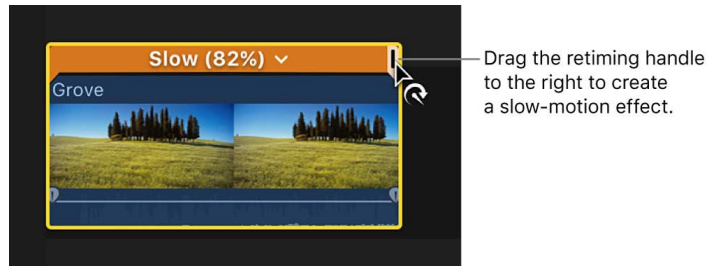 Slow (82%)
Grove
Drag the retiming handle
to the right to create
a slow-motion effect.